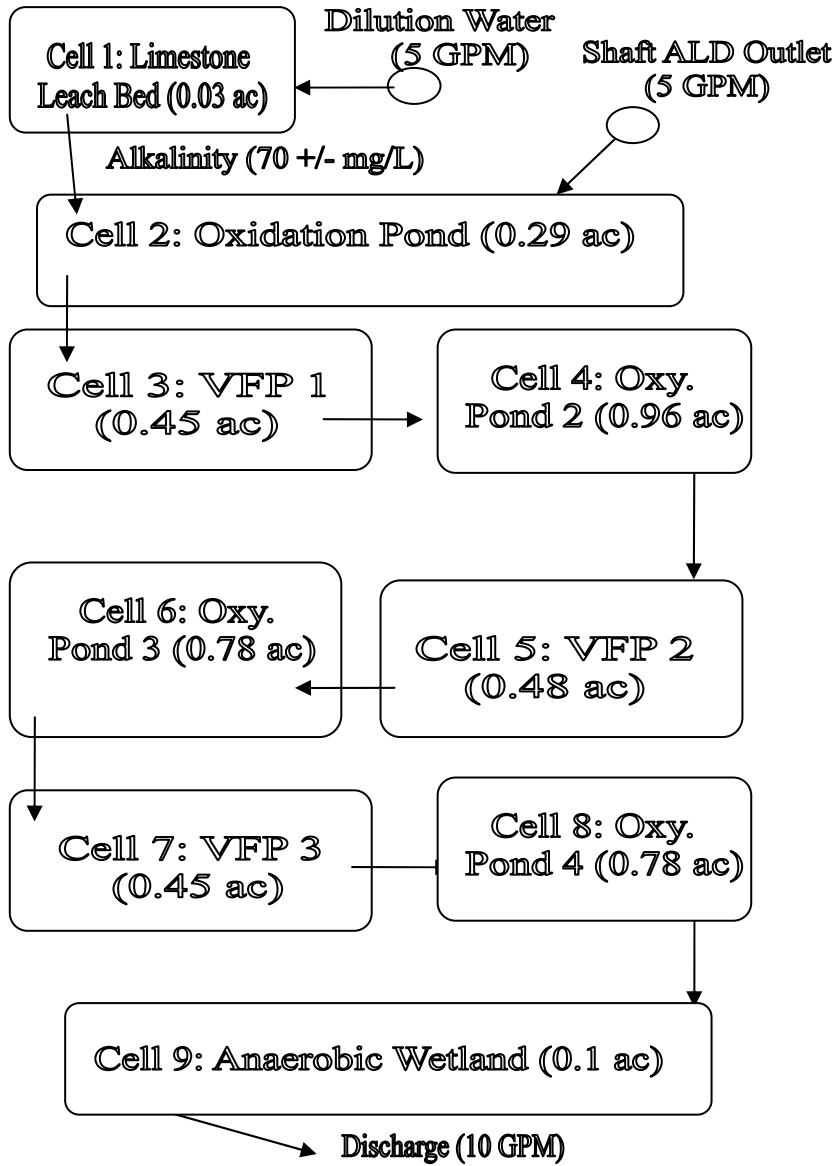 Dilution Water
(5 GPM)
Shaft ALD Outlet
(5 GPM)
Cell 1: Limestone
Leach Bed (0.03 ac)
Alkalinity (70 +/- mg/L)
Cell 2: Oxidation Pond (0.29 ac)
Cell 3: VFP 1
(0.45 ac)
Cell 4: Oxy.
Pond 2 (0.96 ac)
Cell 6: Oxy.
Pond 3 (0.78 ac)
Cell 5: VFP 2
(0.48 ac)
Cell 7: VFP 3
(0.45 ac)
Cell 8: Oxy.
Pond 4 (0.78 ac)
Cell 9: Anaerobic Wetland (0.1 ac)
Discharge (10 GPM)